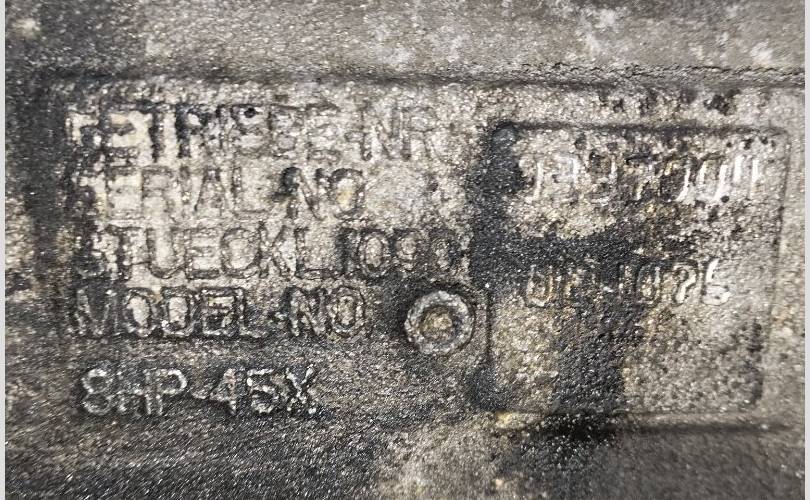 GETRIEBE-NR
SERIAL-NO
STUECKL.1090
MODEL-NO
8HP-45X